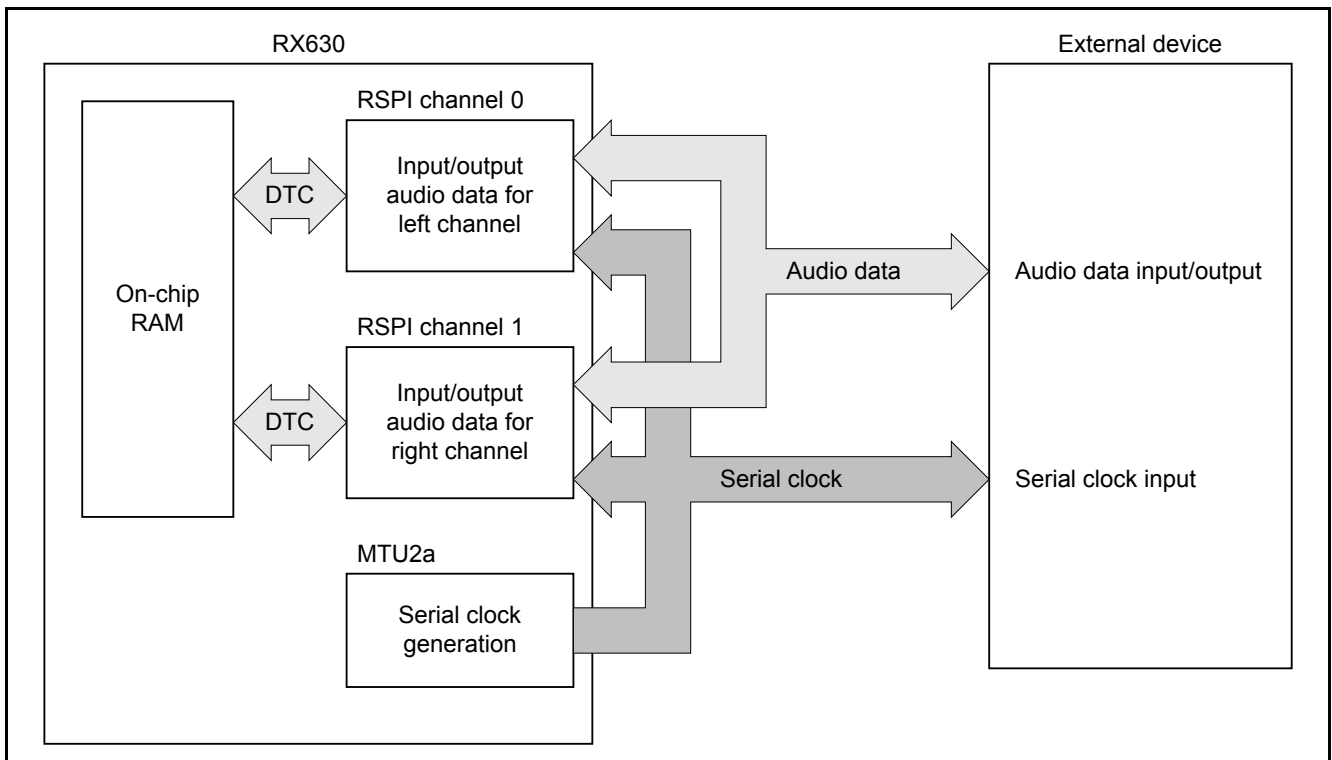 RX630
External device
RSPI channel 0
Input/output
audio data for
left channel
DTC
On-chip
RAM
RSPI channel 1
Input/output
audio data for
right channel
DTC
MTU2a
Serial clock
generation
Audio data
Serial clock
Audio data input/output
Serial clock input